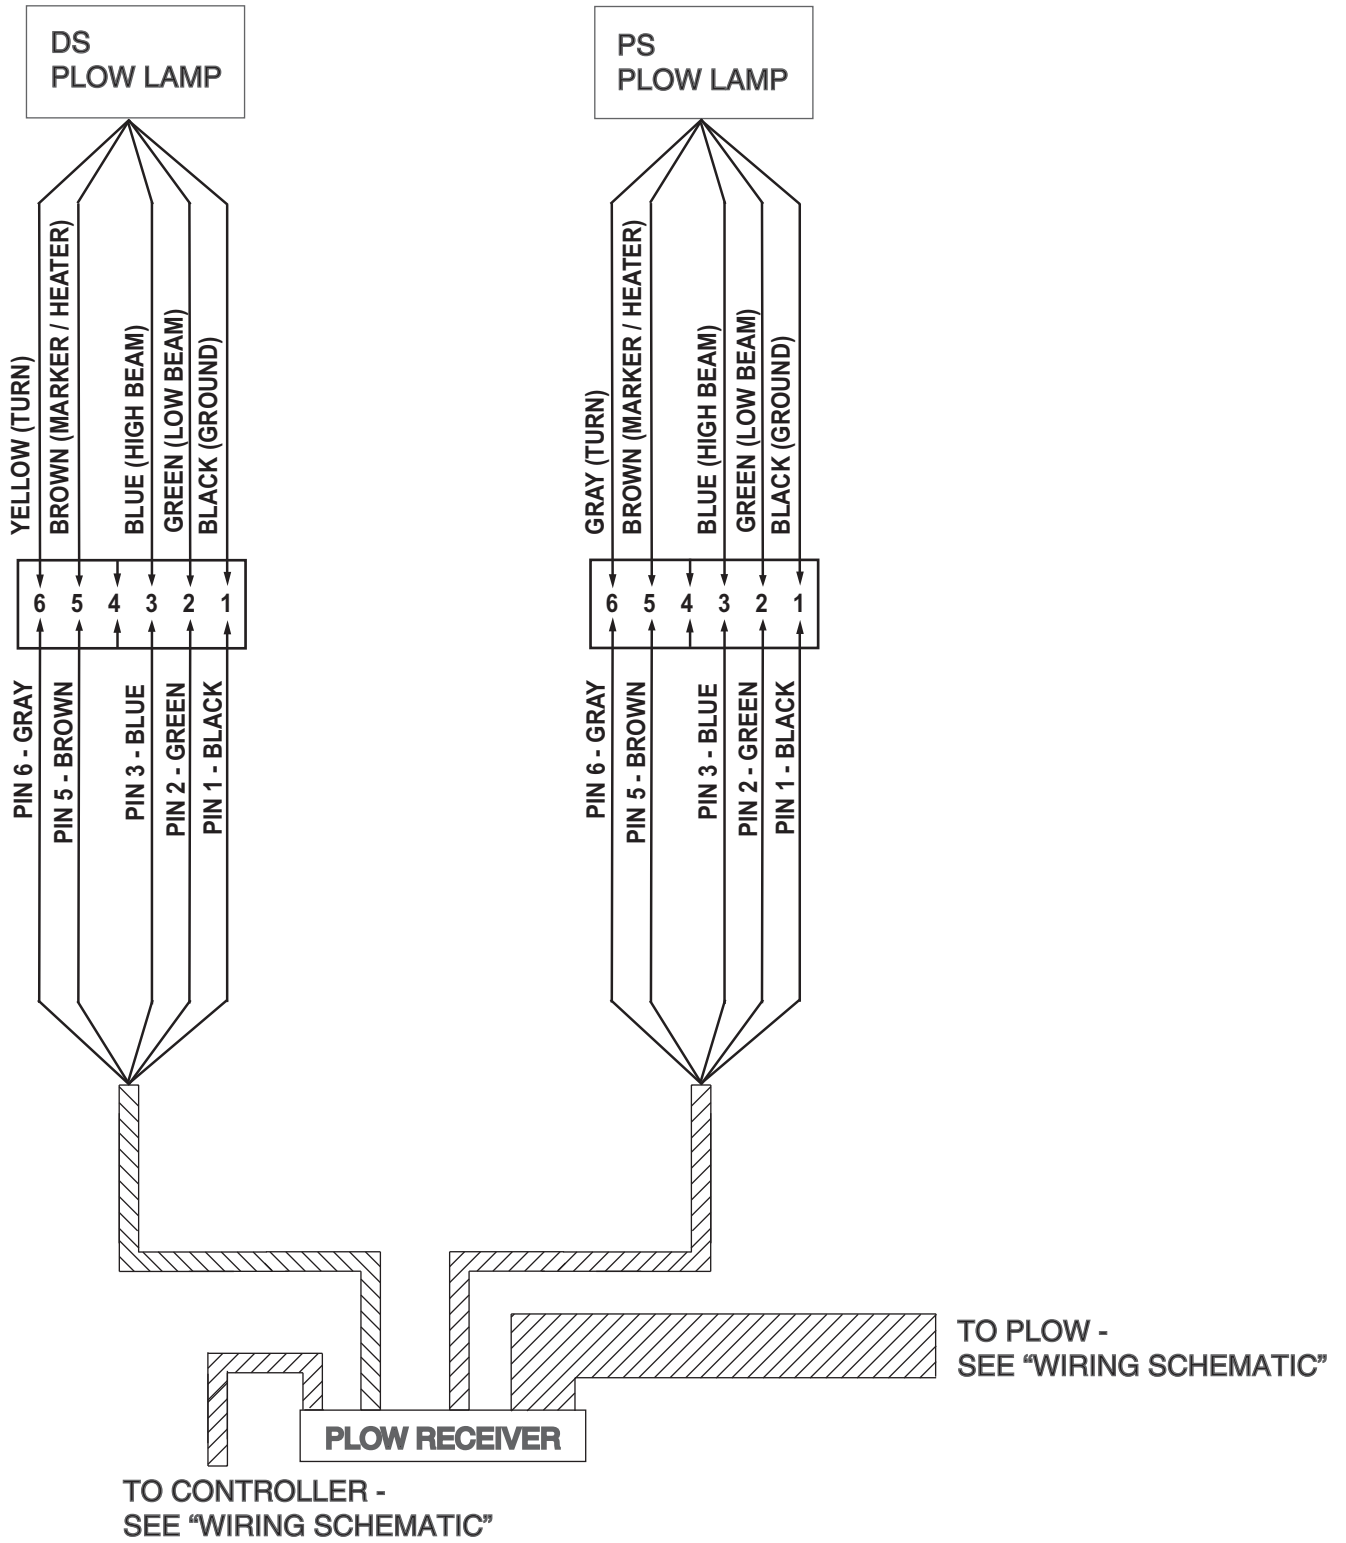 DS
PLOW LAMP
PS
PLOW LAMP
YELLOW (TURN)
BROWN (MARKER / HEATER)
BLUE (HIGH BEAM)
GREEN (LOW BEAM)
BLACK (GROUND)
GRAY (TURN)
BROWN (MARKER / HEATER)
BLUE (HIGH BEAM)
GREEN (LOW BEAM)
BLACK (GROUND)
6 5 4 3 2 1
6 5 4 3 2 1
PIN 6 - GRAY
PIN 5 - BROWN
PIN 3 - BLUE
PIN 2 - GREEN
PIN 1 - BLACK
PIN 6 - GRAY
PIN 5 - BROWN
PIN 3 - BLUE
PIN 2 - GREEN
PIN 1 - BLACK
TO PLOW -
SEE “WIRING SCHEMATIC”
PLOW RECEIVER
TO CONTROLLER -
SEE “WIRING SCHEMATIC”